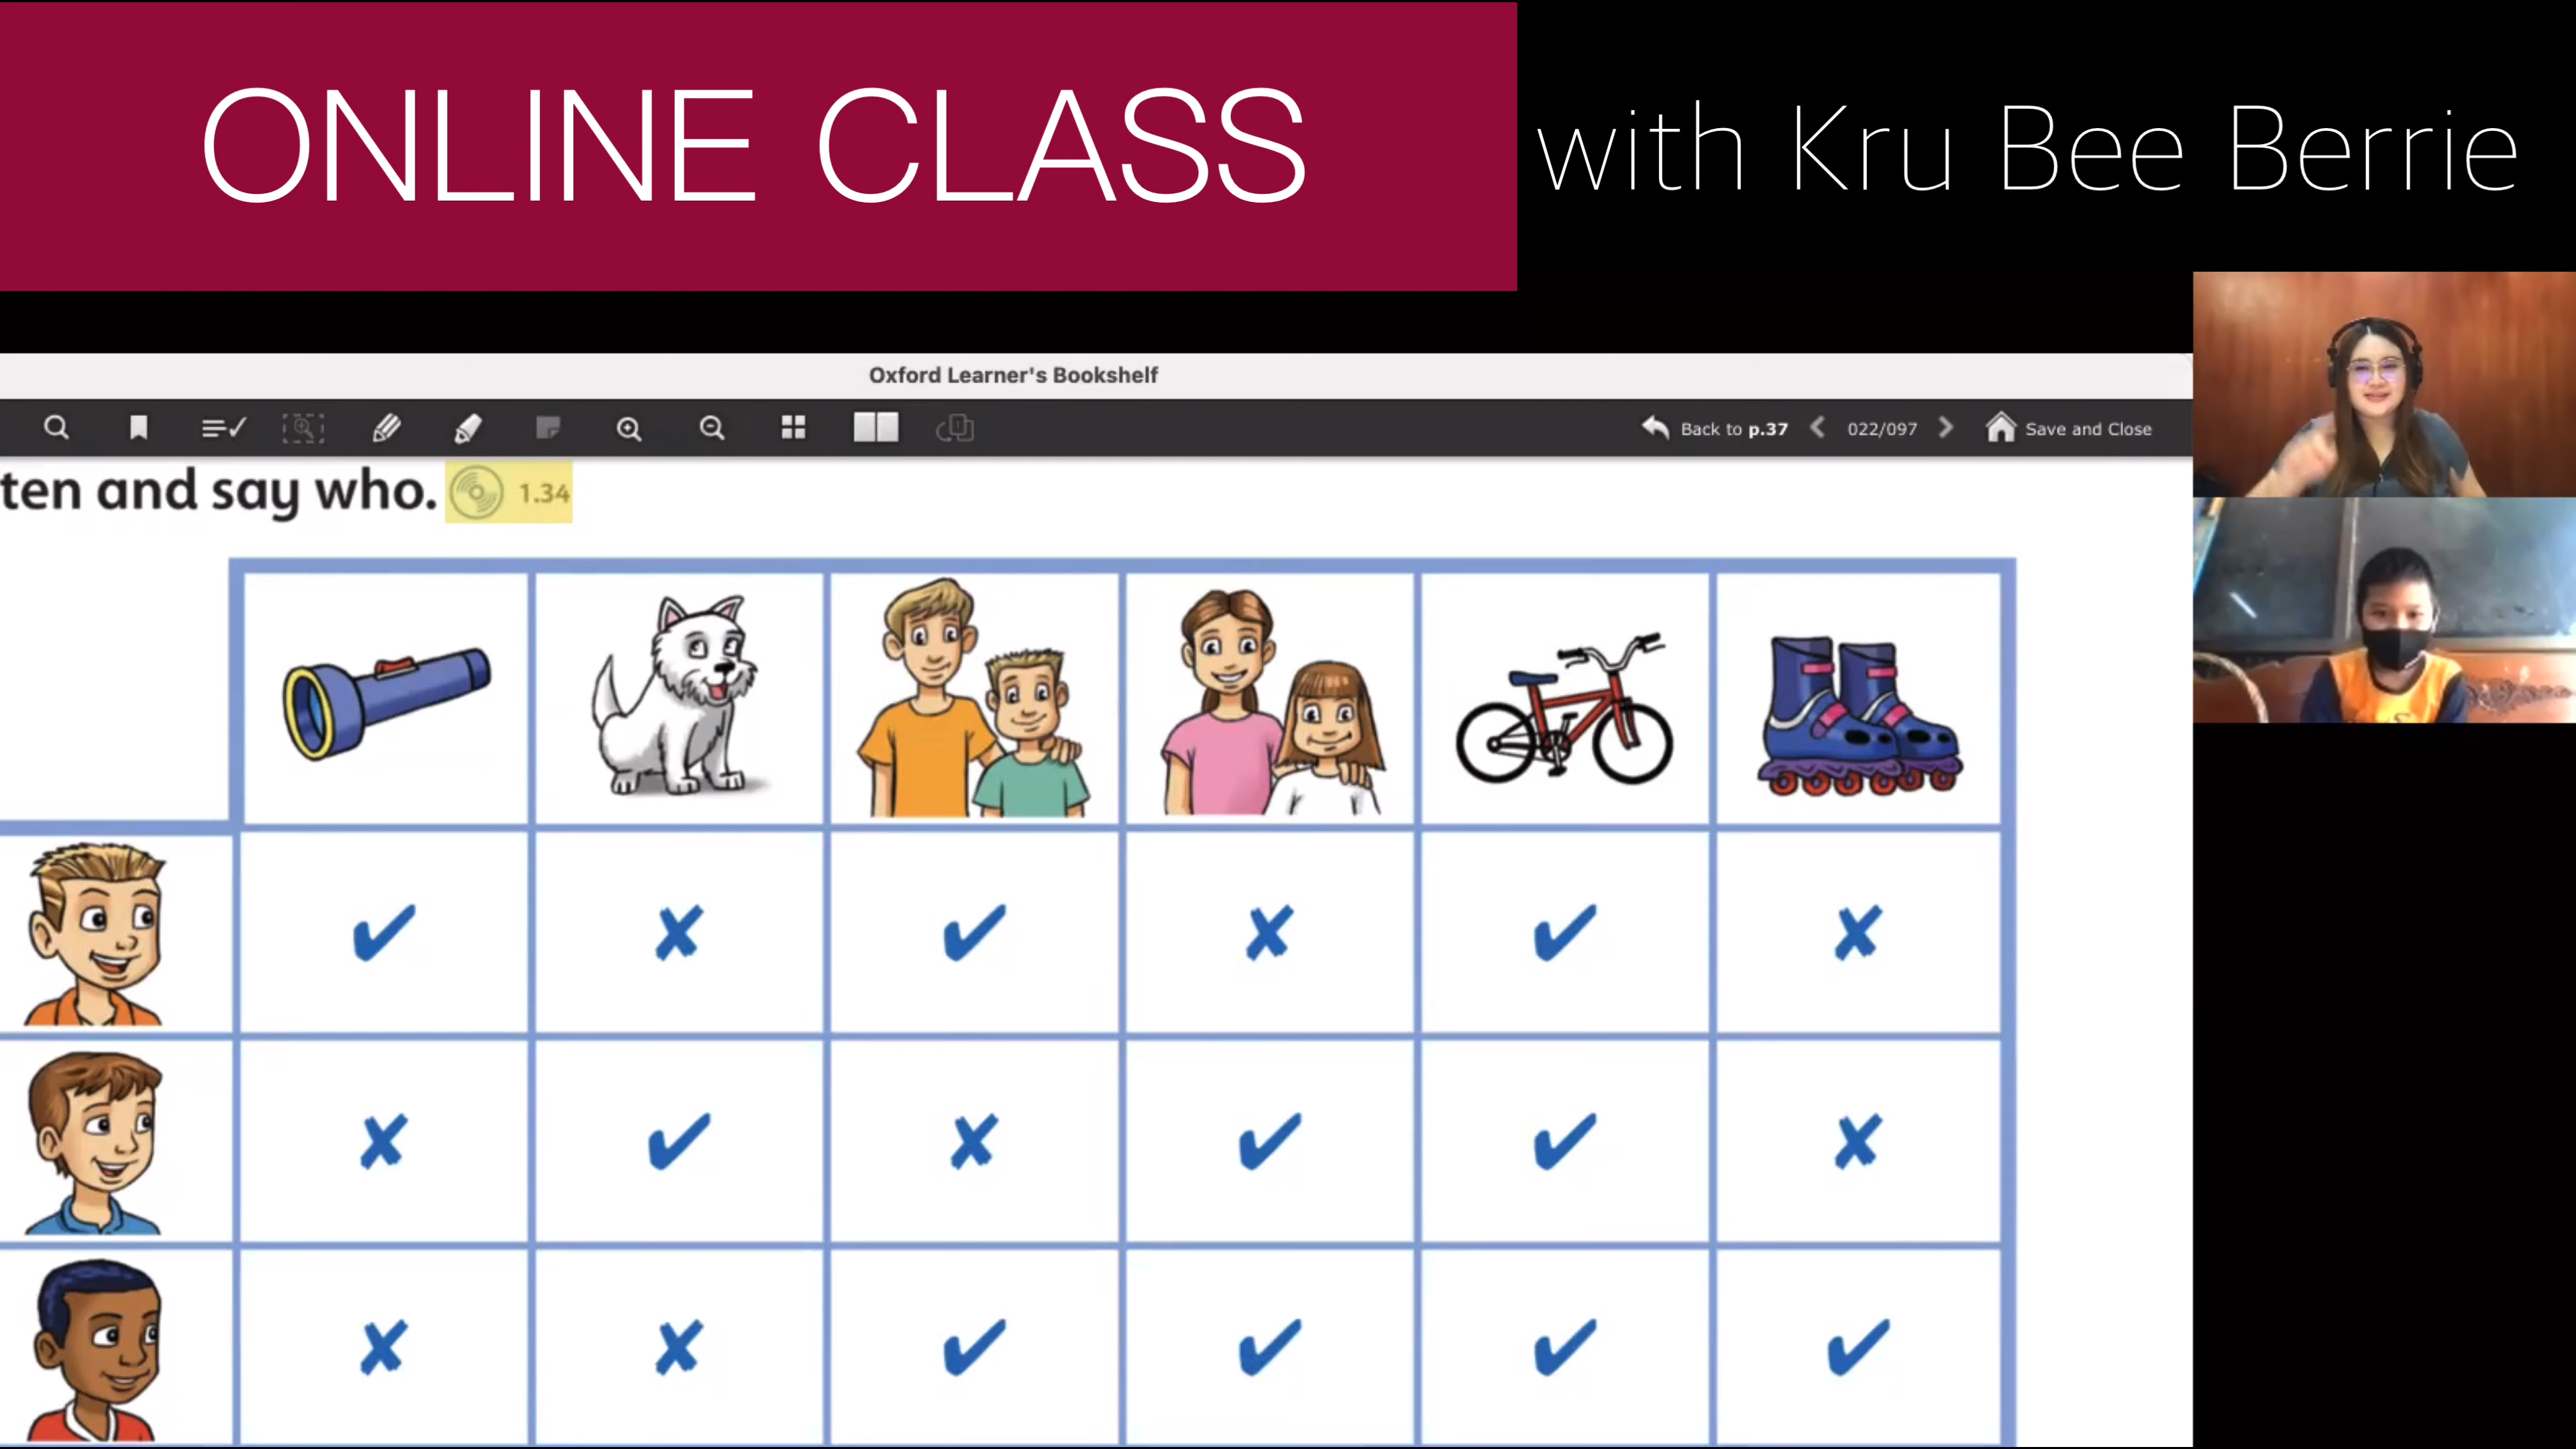 ONLINE CLASS
with Kru Bee Berrie
Oxford Learner's Bookshelf
Back to p.37
022/097
Save and Close
ten and say who. 1.34